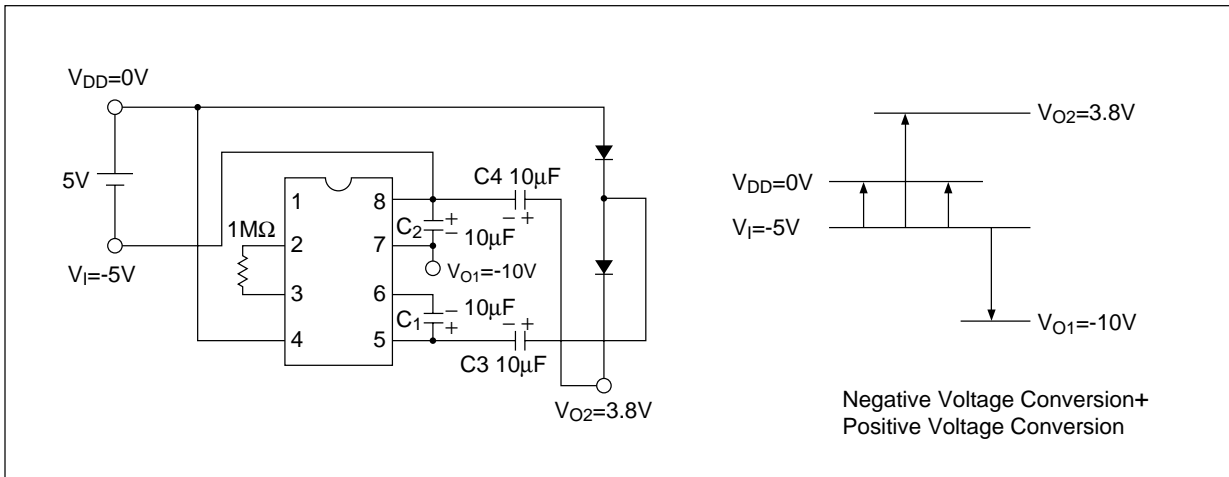 VDD=0V
5V
VI=-5V
1MΩ
1
2
3
4
8
7
6
5
C4 10μF
− +
C2
+
− 10μF
VO1=-10V
− 10μF
C1
+
− +
C3 10μF
VO2=3.8V
VO2=3.8V
VDD=0V
VI=-5V
VO1=-10V
Negative Voltage Conversion+
Positive Voltage Conversion